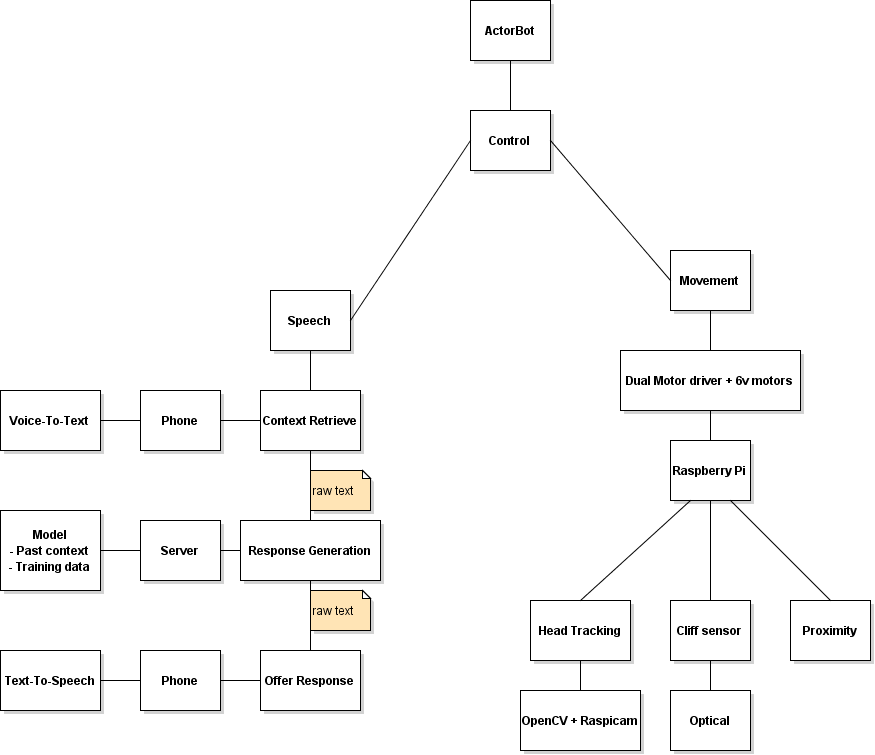 ActorBot
Control
Movement
Speech
Dual Motor driver + 6v motors
Voice-To-Text
Phone
Context Retrieve
Raspberry Pi
raw text
Model
- Past context
- Training data
Server
Response Generation
raw text
Head Tracking
Cliff sensor
Proximity
Text-To-Speech
Phone
Offer Response
OpenCV + Raspicam
Optical